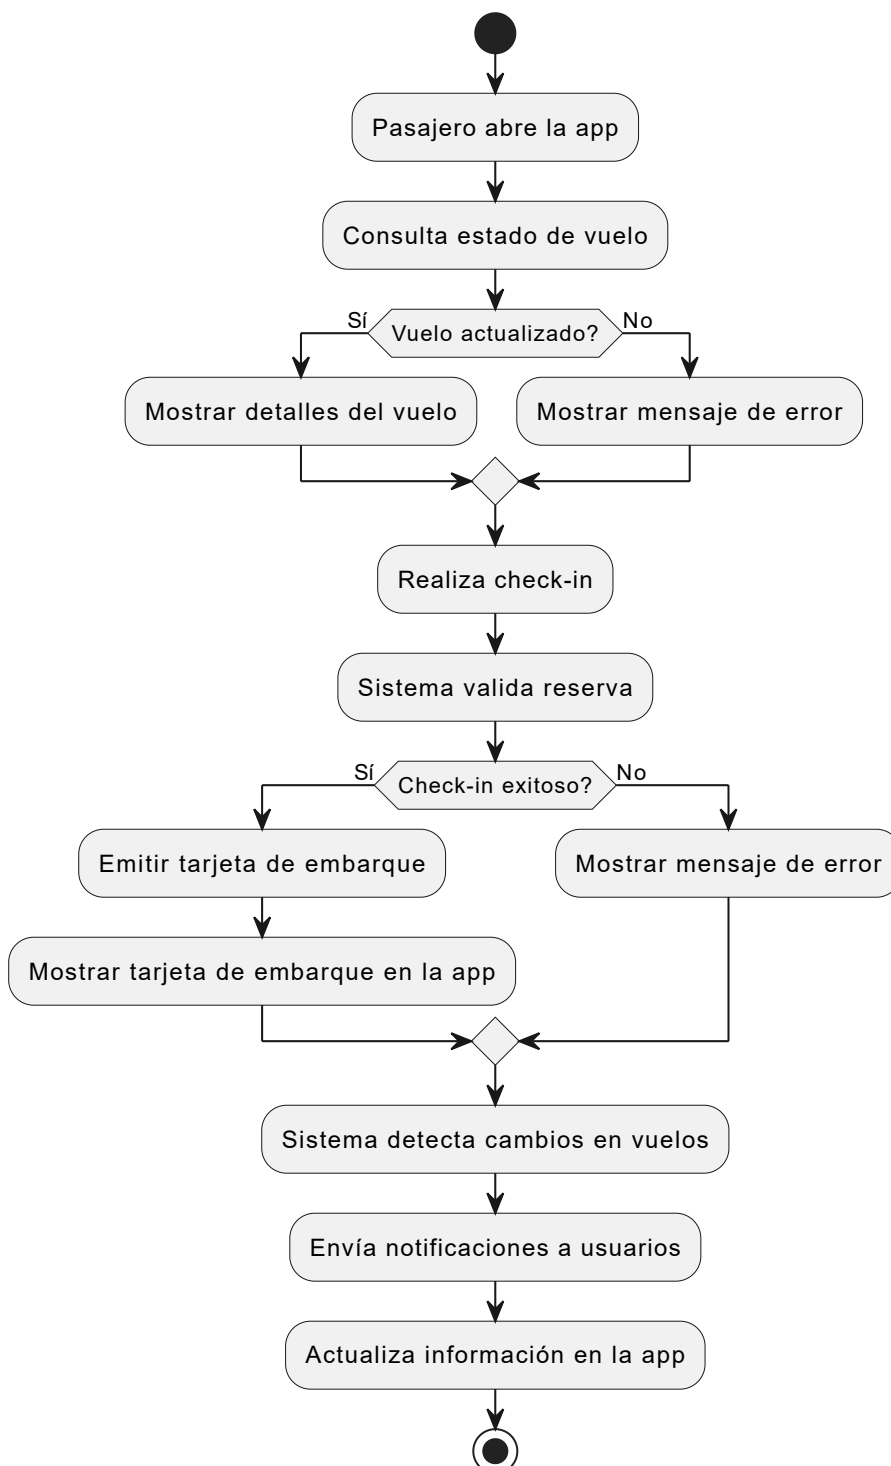 Pasajero abre la app
Consulta estado de vuelo
Sí
Vuelo actualizado?
No
Mostrar detalles del vuelo
Mostrar mensaje de error
Realiza check-in
Sistema valida reserva
Sí
Check-in exitoso?
No
Emitir tarjeta de embarque
Mostrar mensaje de error
Mostrar tarjeta de embarque en la app
Sistema detecta cambios en vuelos
Envía notificaciones a usuarios
Actualiza información en la app